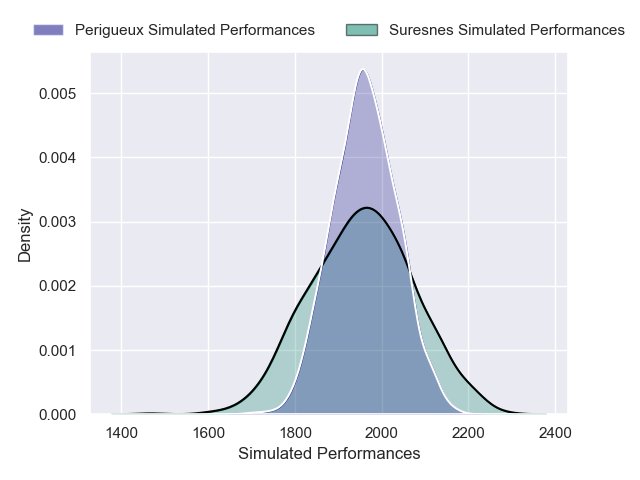 Perigueux Simulated Performances Suresnes Simulated Performances
0.005
0.004
0.003
0.002
0.001
0.000
Density
1400 1600 1800 2000 2200 2400
Simulated Performances